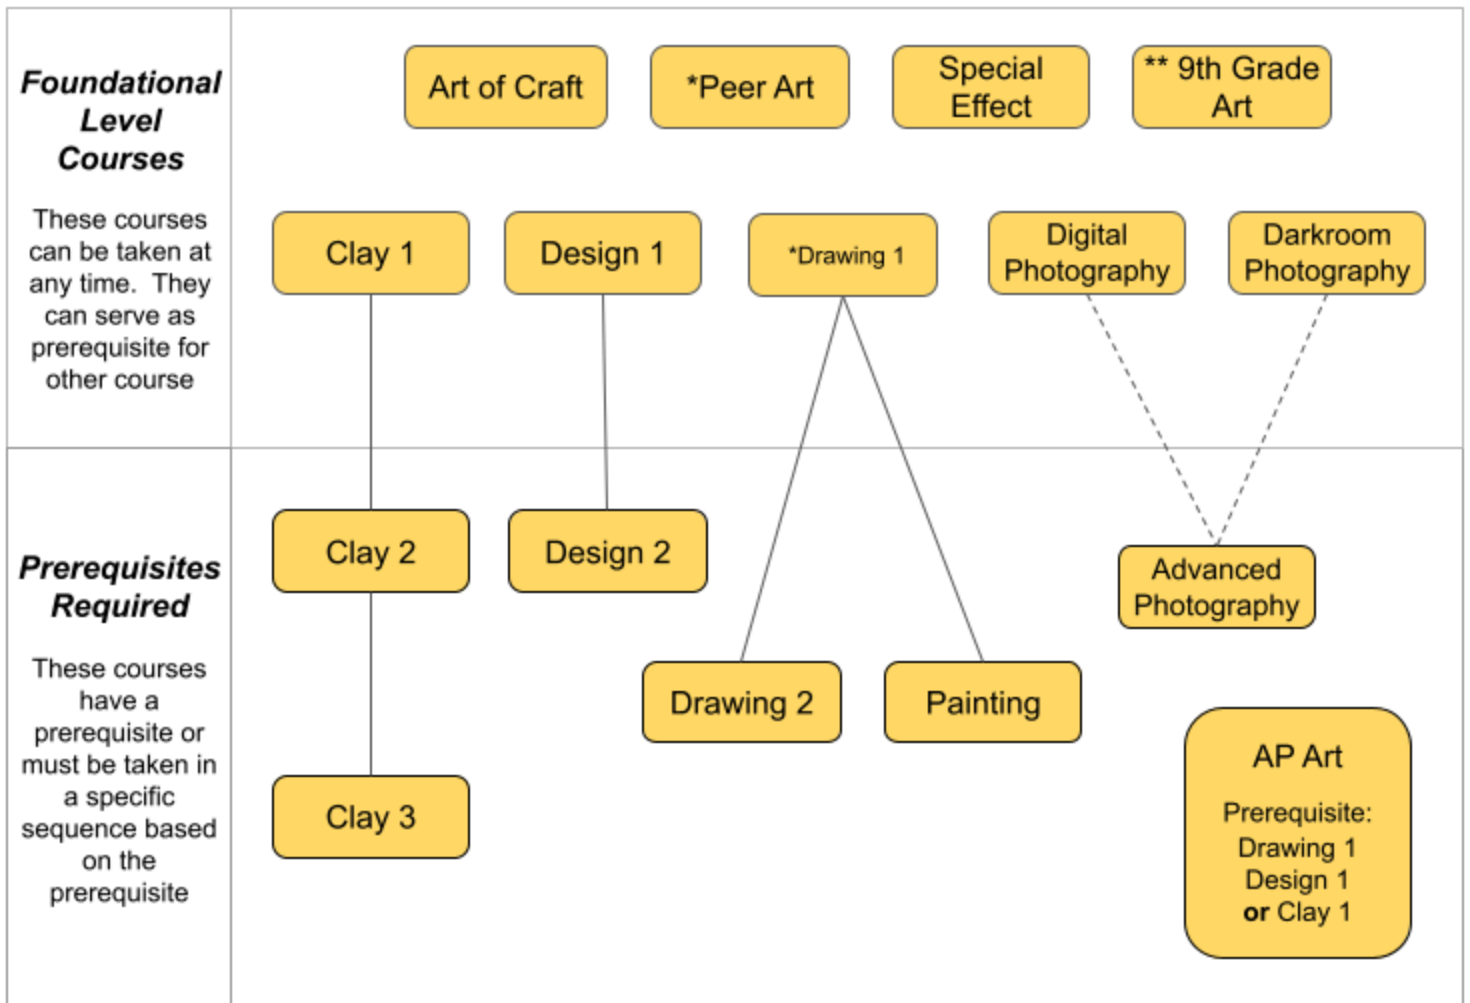 Foundational
Level
Courses
These courses
can be taken at
any time.  They
can serve as
prerequisite for
other course
Art of Craft
*Peer Art
Special
Effect
** 9th Grade
Art
Clay 1
Design 1
*Drawing 1
Digital
Photography
Darkroom
Photography
Prerequisites
Required
These courses
have a
prerequisite or
must be taken in
a specific
sequence based
on the
prerequisite
Clay 2
Design 2
Advanced
Photography
Drawing 2
Painting
Clay 3
AP Art
Prerequisite:
Drawing 1
Design 1
or Clay 1